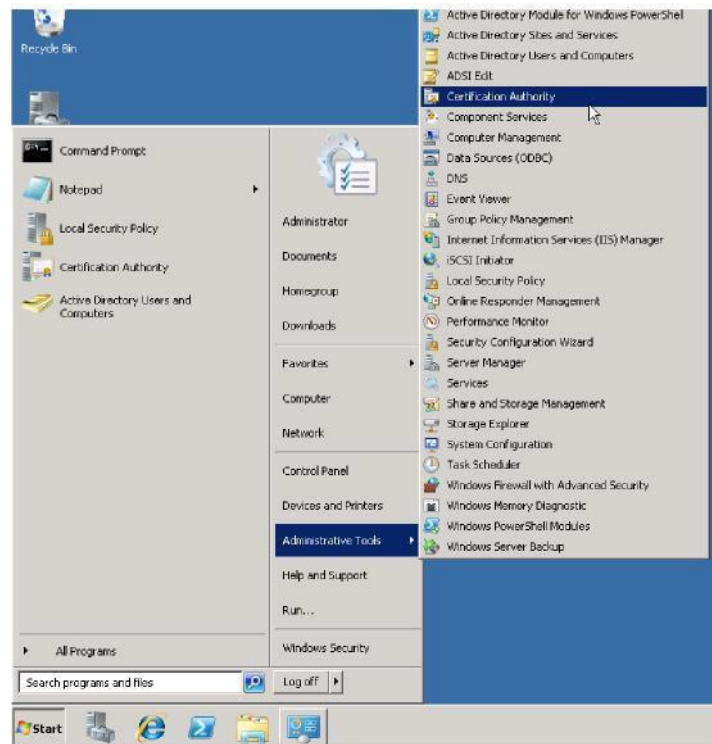 Recycle Bin
Command Prompt
Notepad
Local Security Policy
Certification Authority
Active Directory Users and
Computers
All Programs
Search programs and files
Administrator
Documents
Homegroup
Downloads
Favorites
Computer
Network
Control Panel
Devices and Printers
Administrative Tools
Help and Support
Run...
Windows Security
Log off
Active Directory Module for Windows PowerShell
Active Directory Sites and Services
Active Directory Users and Computers
ADSI Edit
Certification Authority
Component Services
Computer Management
Data Sources (ODBC)
DNS
Event Viewer
Group Policy Management
Internet Information Services (IIS) Manager
iSCSI Initiator
Local Security Policy
Online Responder Management
Performance Monitor
Security Configuration Wizard
Server Manager
Services
Share and Storage Management
Storage Explorer
System Configuration
Task Scheduler
Windows Firewall with Advanced Security
Windows Memory Diagnostic
Windows PowerShell Modules
Windows Server Backup
Start